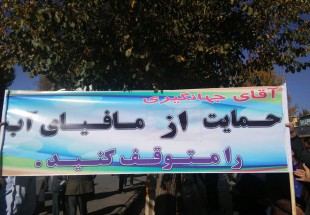 آقای جهانگیری
حمایت از مافیای آب
را متوقف کنید.